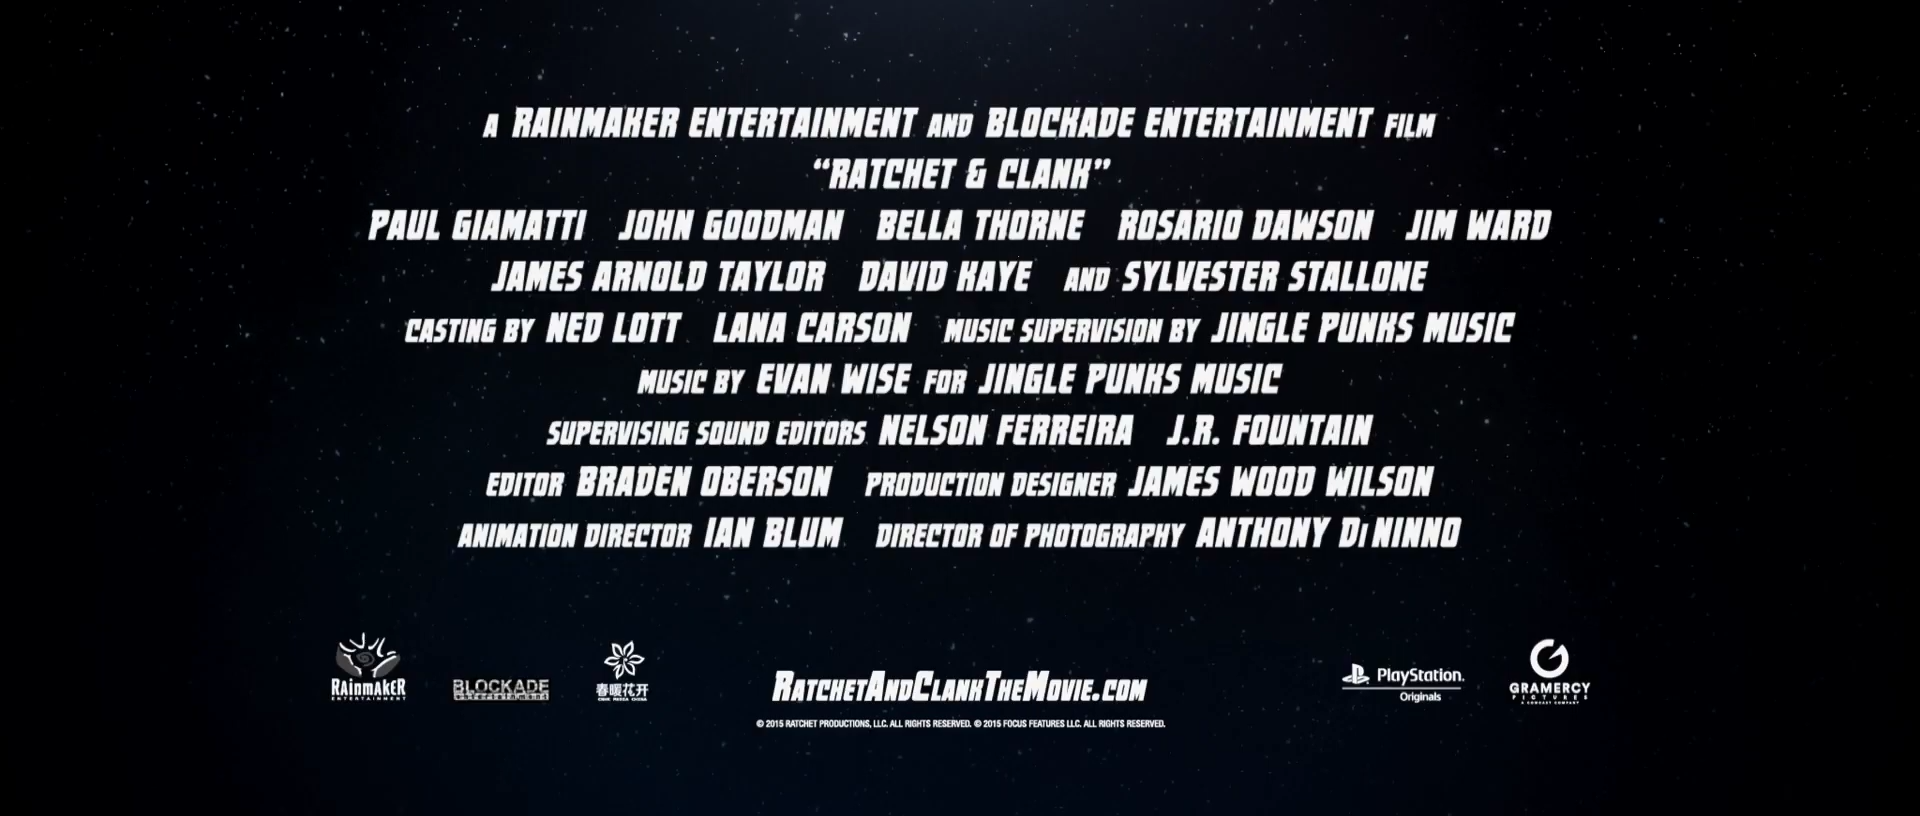 A RAINMAKER ENTERTAINMENT AND BLOCKADE ENTERTAINMENT FILM
“RATCHET & CLANK”
PAUL GIAMATTI JOHN GOODMAN BELLA THORNE ROSARIO DAWSON JIM WARD
JAMES ARNOLD TAYLOR DAVID KAYE AND SYLVESTER STALLONE
CASTING BY NED LOTT LANA CARSON MUSIC SUPERVISION BY JINGLE PUNKS MUSIC
MUSIC BY EVAN WISE FOR JINGLE PUNKS MUSIC
SUPERVISING SOUND EDITORS NELSON FERREIRA J.R. FOUNTAIN
EDITOR BRADEN OBERSON PRODUCTION DESIGNER JAMES WOOD WILSON
ANIMATION DIRECTOR IAN BLUM DIRECTOR OF PHOTOGRAPHY ANTHONY Di NINNO
RAiNMAKER
ENTERTAINMENT
BLOCKADE
entertainment
春暖花开
RATCHETANDCLANKTHEMOVIE.COM
© 2015 RATCHET PRODUCTIONS, LLC. ALL RIGHTS RESERVED. © 2015 FOCUS FEATURES LLC. ALL RIGHTS RESERVED.
PlayStation.
Originals
GRAMERCY
PICTURES
A COMCAST COMPANY